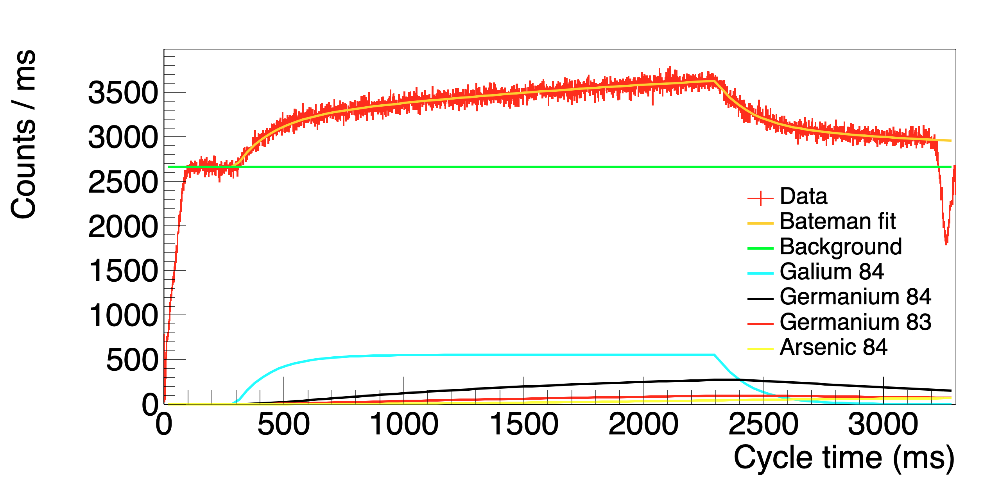 Counts / ms
3500
3000
2500
2000
1500
1000
500
0
Data
Bateman fit
Background
Galium 84
Germanium 84
Germanium 83
Arsenic 84
0 500 1000 1500 2000 2500 3000
Cycle time (ms)